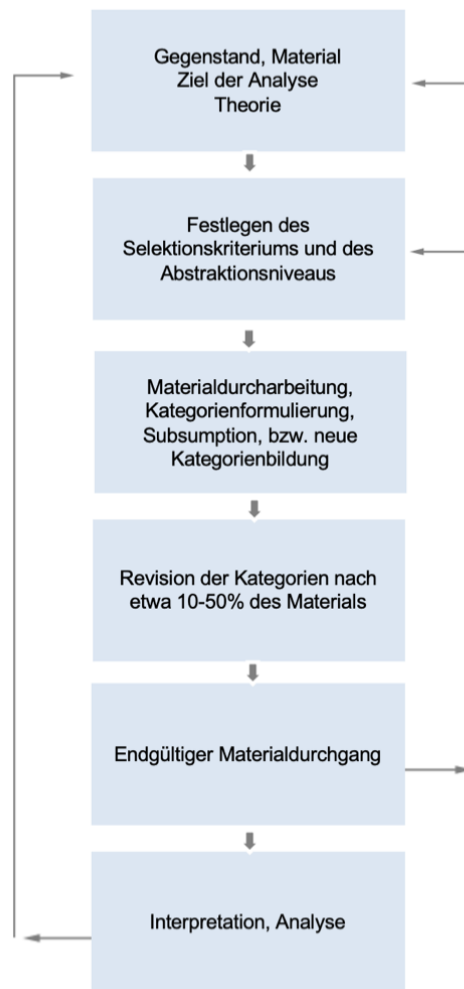 Gegenstand, Material
Ziel der Analyse
Theorie
Festlegen des
Selektionskriteriums und des
Abstraktionsniveaus
Materialdurcharbeitung,
Kategorienformulierung,
Subsumption, bzw. neue
Kategorienbildung
Revision der Kategorien nach
etwa 10-50% des Materials
Endgültiger Materialdurchgang
Interpretation, Analyse